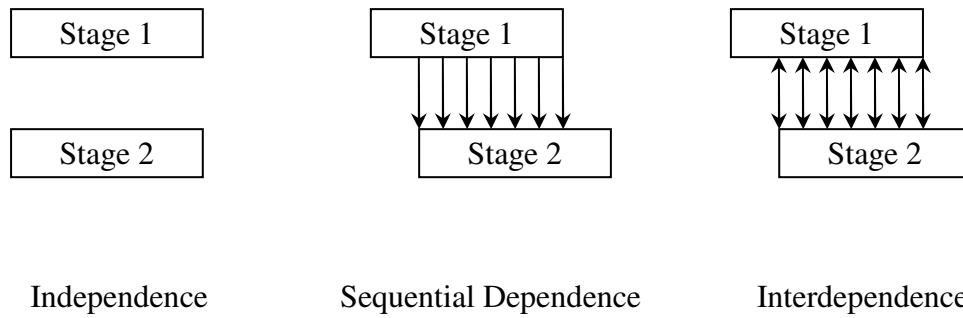 Stage 1 Stage 1 Stage 1
Stage 2 Stage 2 Stage 2
Independence Sequential Dependence Interdependence